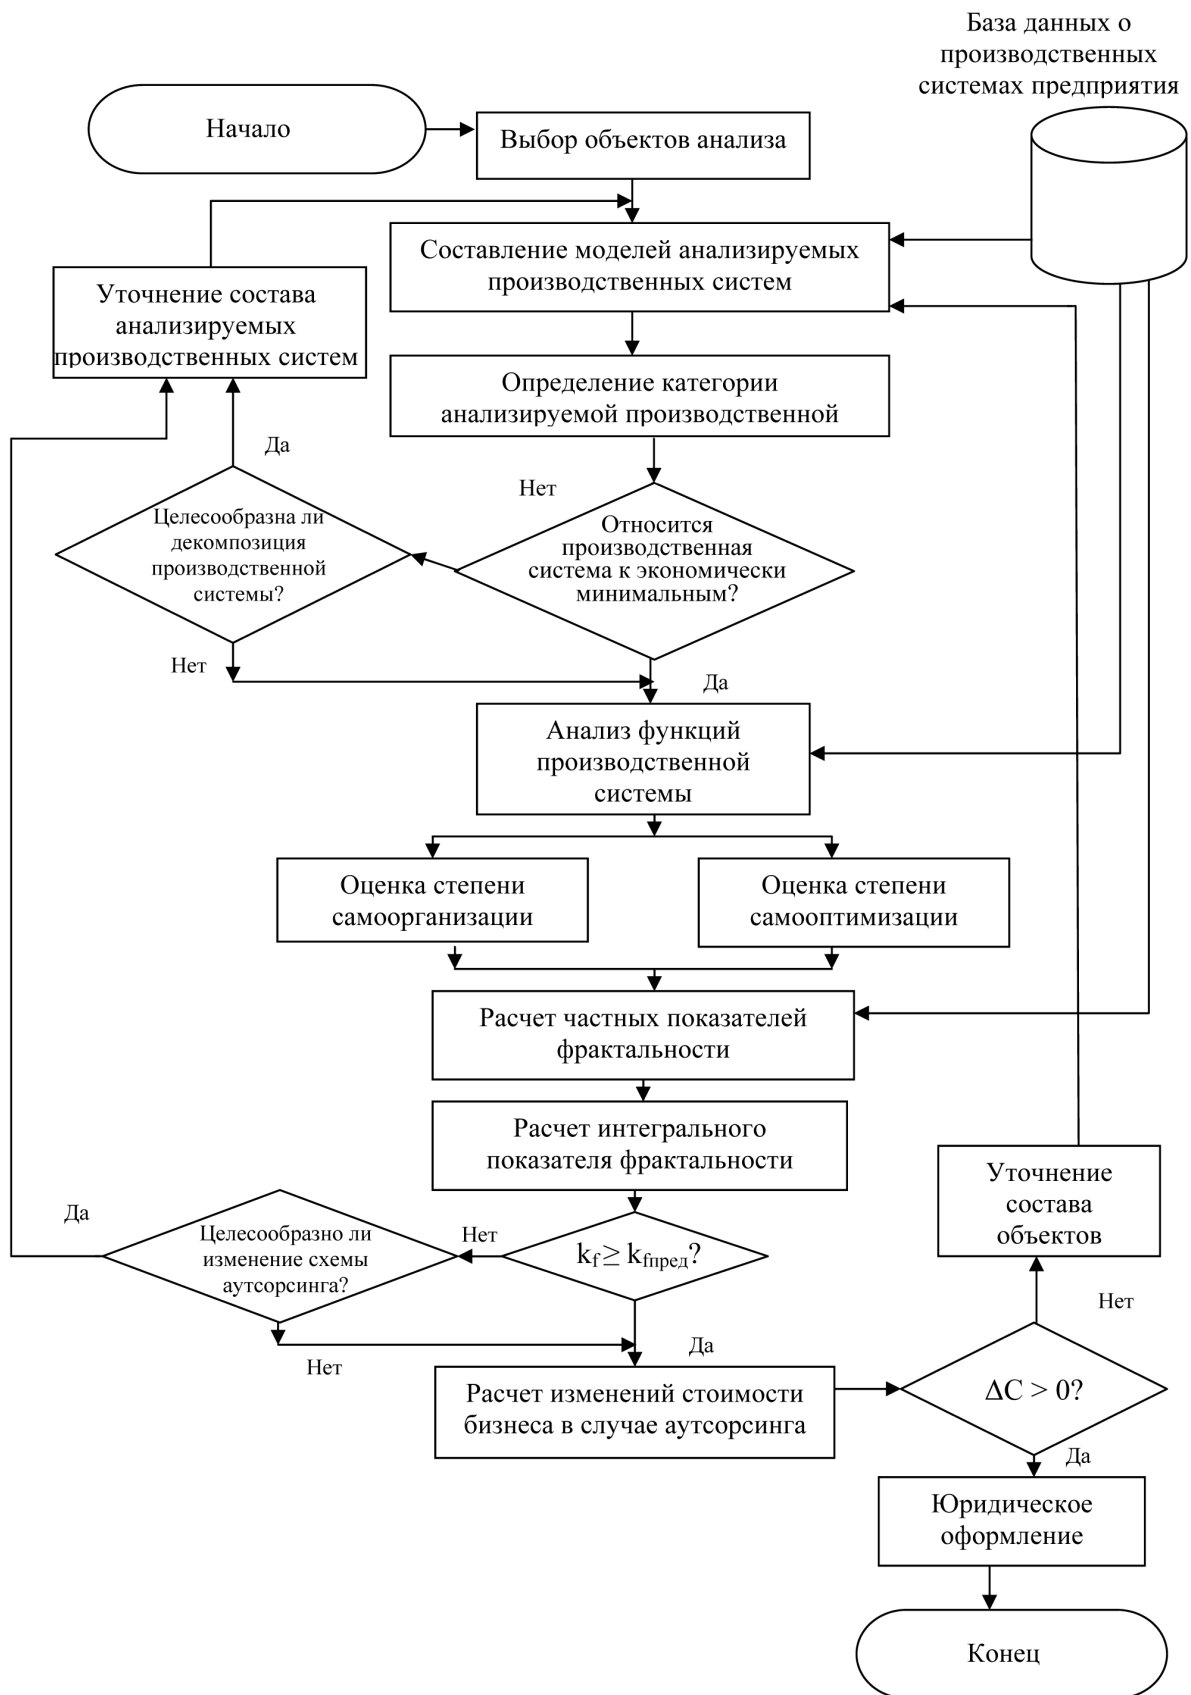 База данных о
производственных
системах предприятия
Начало
Выбор объектов анализа
Составление моделей анализируемых
производственных систем
Уточнение состава
анализируемых
производственных систем
Определение категории
анализируемой производственной
Да
Нет
Целесообразна ли
декомпозиция
производственной
системы?
Относится
производственная
система к экономически
минимальным?
Нет
Да
Анализ функций
производственной
системы
Оценка степени
самоорганизации
Оценка степени
самооптимизации
Расчет частных показателей
фрактальности
Расчет интегрального
показателя фрактальности
Уточнение
состава
объектов
Да
Целесообразно ли
изменение схемы
аутсорсинга?
Нет
kf ≥ kfпред?
Нет
Нет
Да
Расчет изменений стоимости
бизнеса в случае аутсорсинга
ΔC > 0?
Да
Юридическое
оформление
Конец